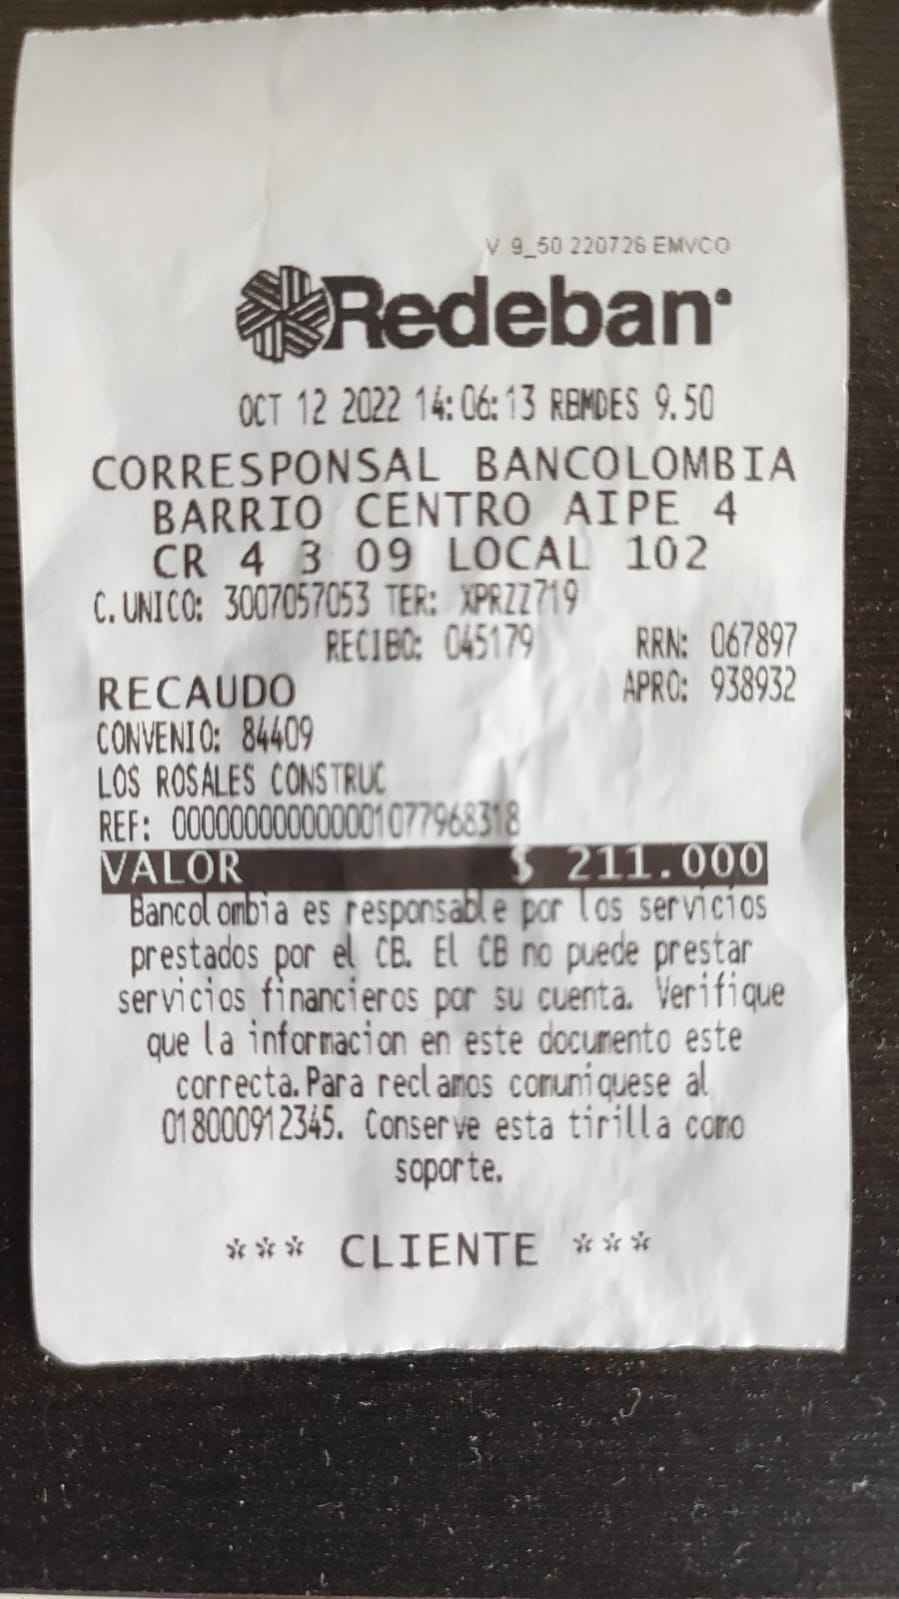 V 9_50 220726 EMVCO
Redeban
OCT 12 2022 14:06:13 RBMDES 9.50
CORRESPONSAL BANCOLOMBIA
BARRIO CENTRO AIPE 4
CR 4 3 09 LOCAL 102
C. UNICO: 3007057053 TER: XPRZZ719
RECIBO: 045179 RRN: 067897
RECAUDO APRO: 938932
CONVENIO: 84409
LOS ROSALES CONSTRUC
REF: 000000000000001077968318
VALOR $ 211.000
Bancolombia es responsable por los servicios
prestados por el CB. El CB no puede prestar
servicios financieros por su cuenta. Verifique
que la informacion en este documento este
correcta. Para reclamos comuniquese al
018000912345. Conserve esta tirilla como
soporte.
*** CLIENTE ***